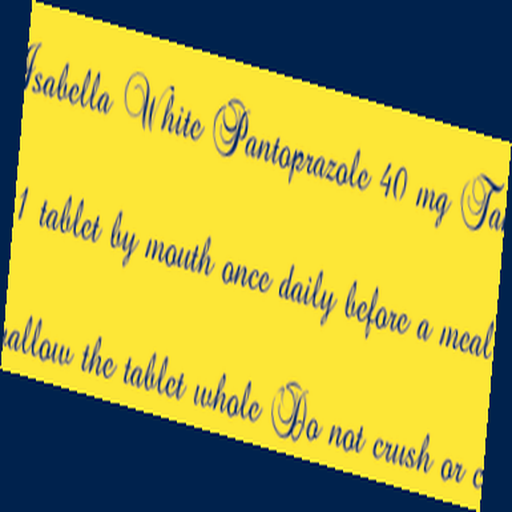 Isabella White Pantoprazole 40 mg
1 tablet by mouth once daily before a meal
the tablet whole Do not crush or